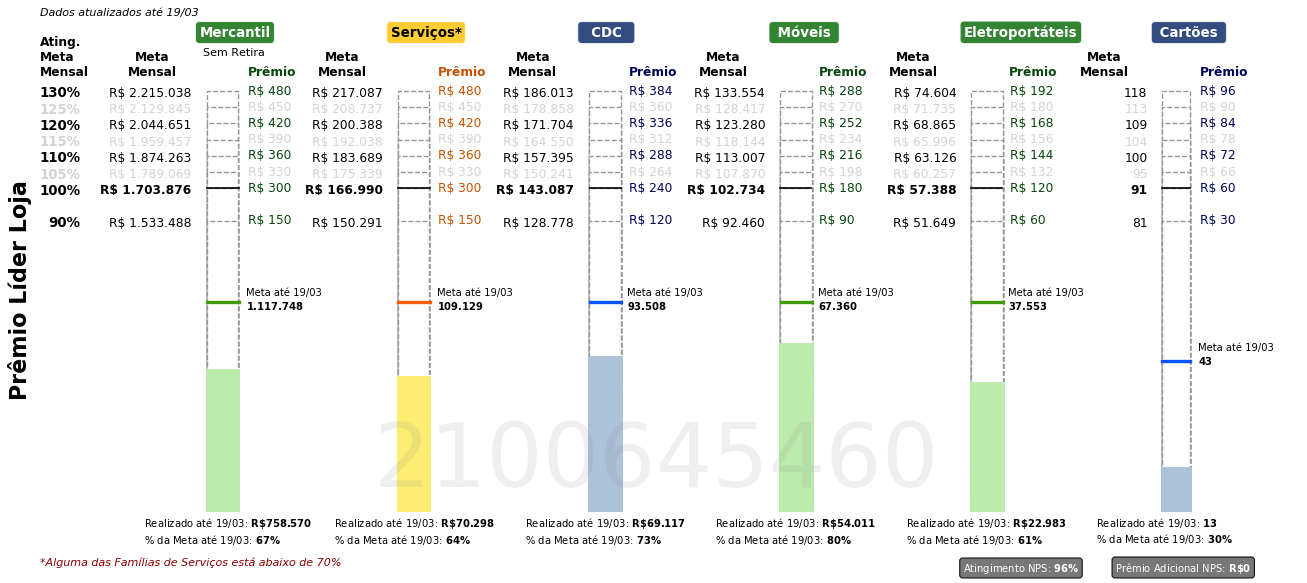 Dados atualizados até 19/03
Mercantil Serviços* CDC Móveis Eletroportáteis Cartões
Sem Retira
Ating. Meta Mensal Meta Mensal Prêmio Meta Mensal Prêmio Meta Mensal Prêmio Meta Mensal Prêmio Meta Mensal Prêmio Meta Mensal Prêmio
130% R$ 2.215.038 R$ 480 R$ 217.087 R$ 480 R$ 186.013 R$ 384 R$ 133.554 R$ 288 R$ 74.604 R$ 192 118 R$ 96
125% R$ 2.129.845 R$ 450 R$ 208.737 R$ 450 R$ 178.858 R$ 360 R$ 128.417 R$ 270 R$ 71.735 R$ 180 113 R$ 90
120% R$ 2.044.651 R$ 420 R$ 200.388 R$ 420 R$ 171.704 R$ 336 R$ 123.280 R$ 252 R$ 68.865 R$ 168 109 R$ 84
115% R$ 1.959.457 R$ 390 R$ 192.038 R$ 390 R$ 164.550 R$ 312 R$ 118.144 R$ 234 R$ 65.996 R$ 156 104 R$ 78
110% R$ 1.874.263 R$ 360 R$ 183.689 R$ 360 R$ 157.395 R$ 288 R$ 113.007 R$ 216 R$ 63.126 R$ 144 100 R$ 72
105% R$ 1.789.069 R$ 330 R$ 175.339 R$ 330 R$ 150.241 R$ 264 R$ 107.870 R$ 198 R$ 60.257 R$ 132 95 R$ 66
100% R$ 1.703.876 R$ 300 R$ 166.990 R$ 300 R$ 143.087 R$ 240 R$ 102.734 R$ 180 R$ 57.388 R$ 120 91 R$ 60
90% R$ 1.533.488 R$ 150 R$ 150.291 R$ 150 R$ 128.778 R$ 120 R$ 92.460 R$ 90 R$ 51.649 R$ 60 81 R$ 30
Prêmio Líder Loja
Meta até 19/03 Meta até 19/03 Meta até 19/03 Meta até 19/03 Meta até 19/03
1.117.748 109.129 93.508 67.360 37.553
Meta até 19/03
43
2100645460
Realizado até 19/03: R$758.570 Realizado até 19/03: R$70.298 Realizado até 19/03: R$69.117 Realizado até 19/03: R$54.011 Realizado até 19/03: R$22.983 Realizado até 19/03: 13
% da Meta até 19/03: 67% % da Meta até 19/03: 64% % da Meta até 19/03: 73% % da Meta até 19/03: 80% % da Meta até 19/03: 61% % da Meta até 19/03: 30%
*Alguma das Famílias de Serviços está abaixo de 70%
Atingimento NPS: 96% Prêmio Adicional NPS: R$0